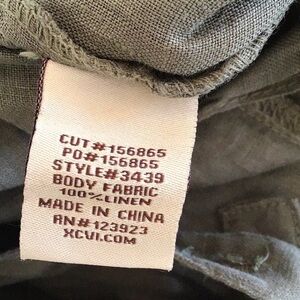 CUT#156865
PO#156865
STYLE#3439
BODY FABRIC
100% LINEN
MADE IN CHINA
RN#123923
XCVI.COM